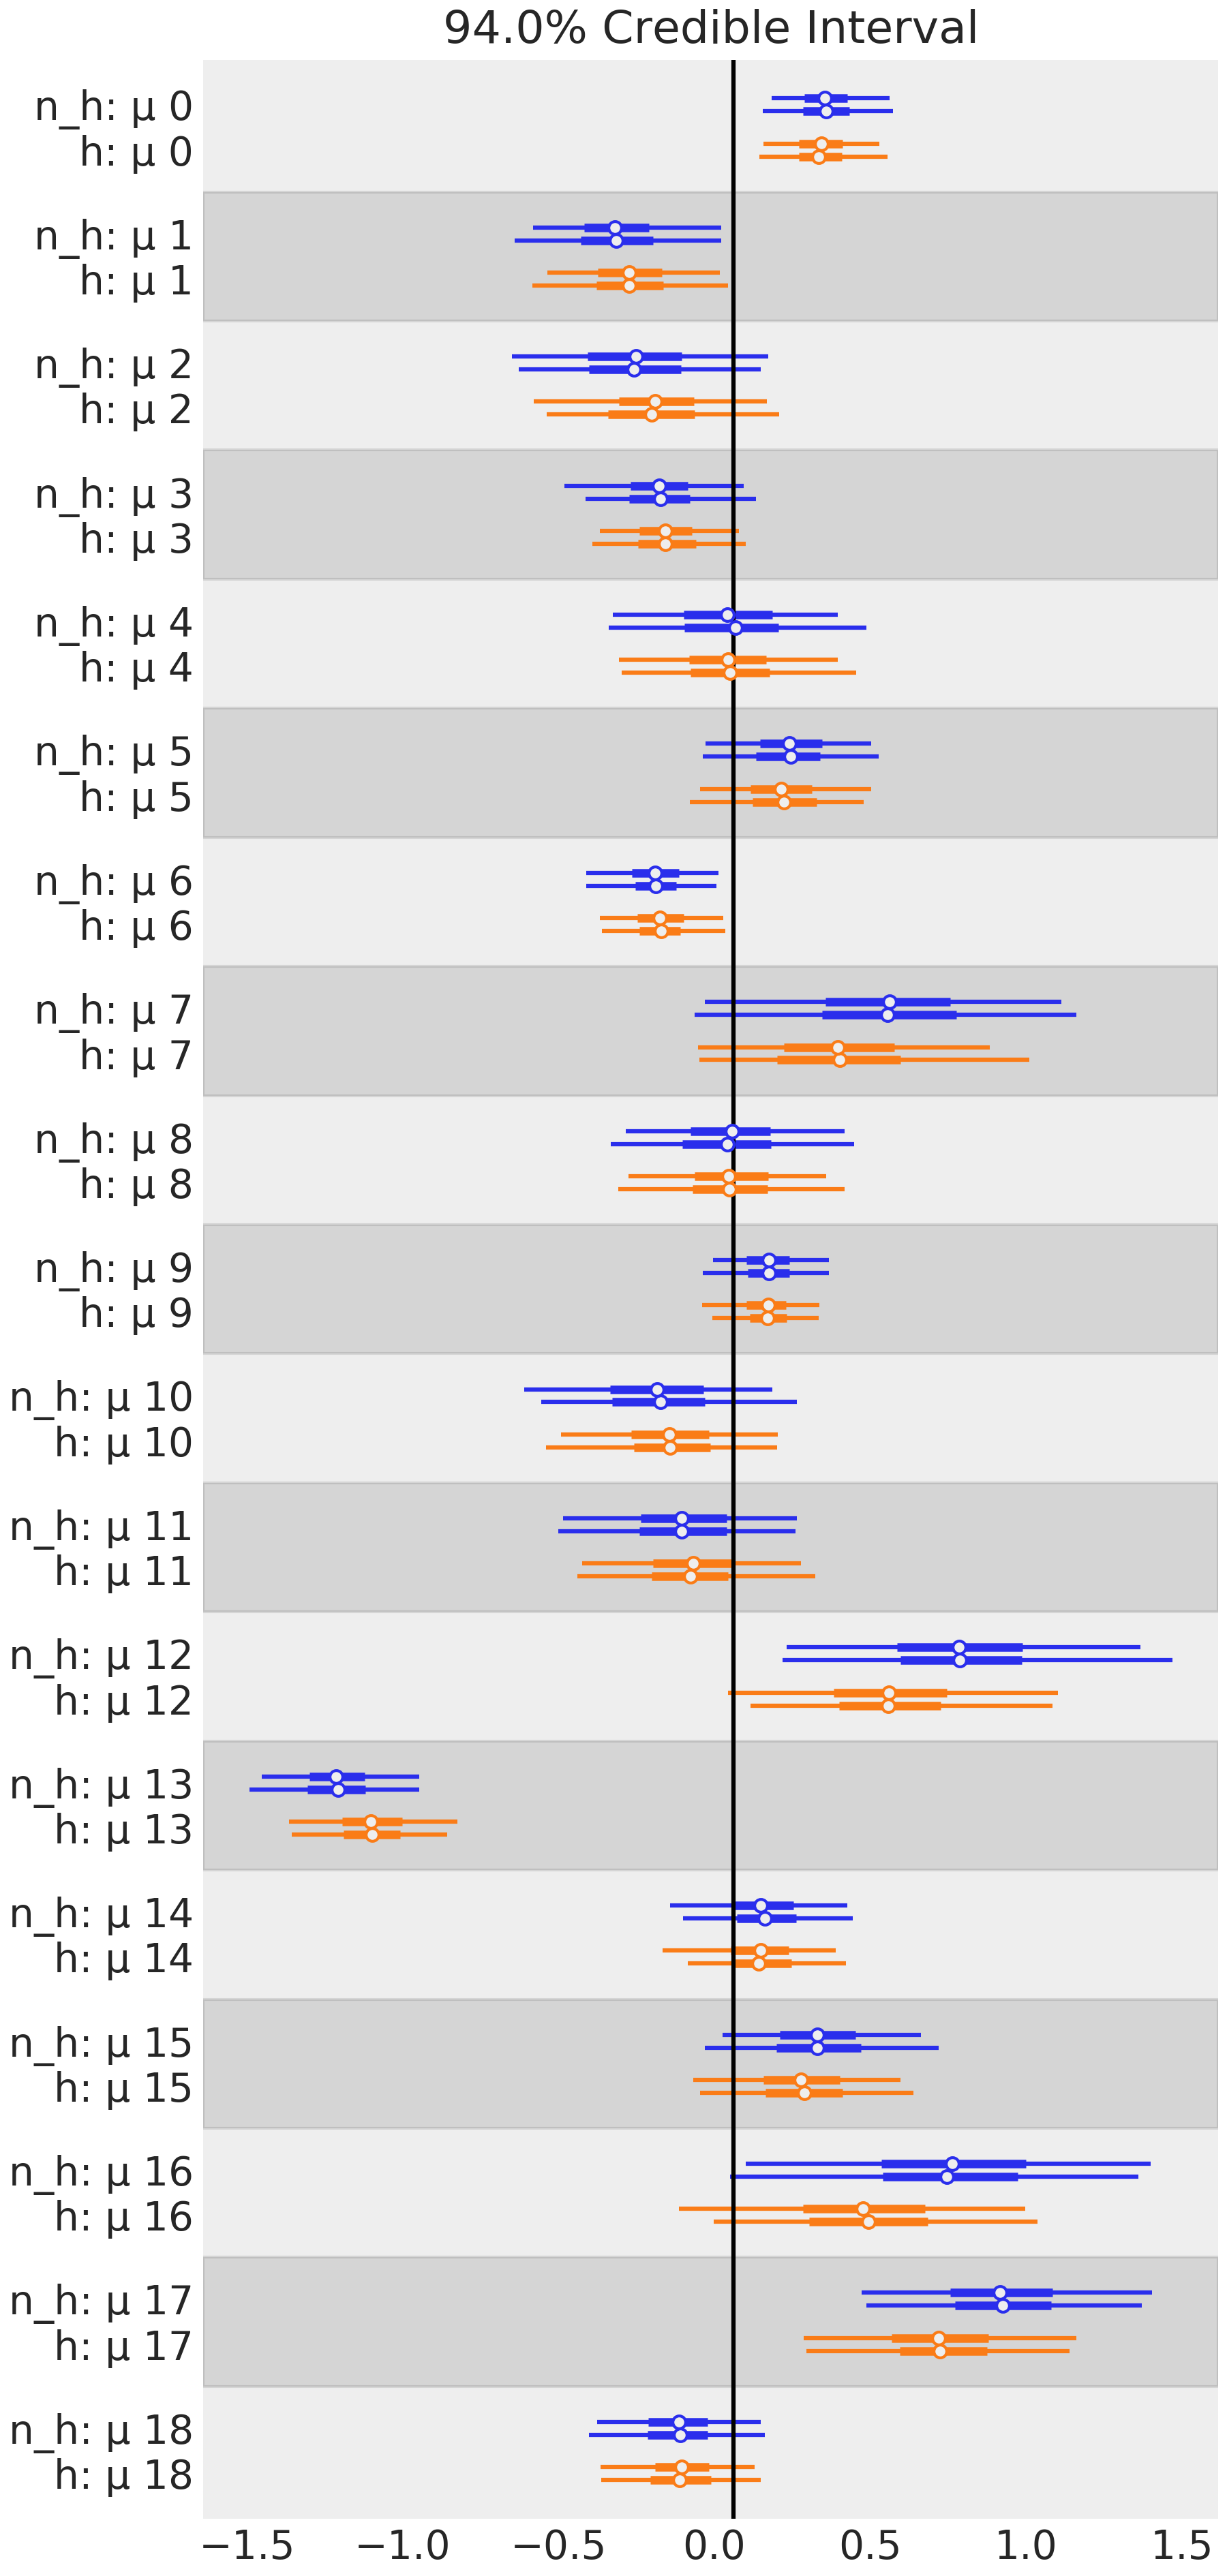 94.0% Credible Interval
n_h: μ 0
h: μ 0
n_h: μ 1
h: μ 1
n_h: μ 2
h: μ 2
n_h: μ 3
h: μ 3
n_h: μ 4
h: μ 4
n_h: μ 5
h: μ 5
n_h: μ 6
h: μ 6
n_h: μ 7
h: μ 7
n_h: μ 8
h: μ 8
n_h: μ 9
h: μ 9
n_h: μ 10
h: μ 10
n_h: μ 11
h: μ 11
n_h: μ 12
h: μ 12
n_h: μ 13
h: μ 13
n_h: μ 14
h: μ 14
n_h: μ 15
h: μ 15
n_h: μ 16
h: μ 16
n_h: μ 17
h: μ 17
n_h: μ 18
h: μ 18
−1.5 −1.0 −0.5 0.0 0.5 1.0 1.5